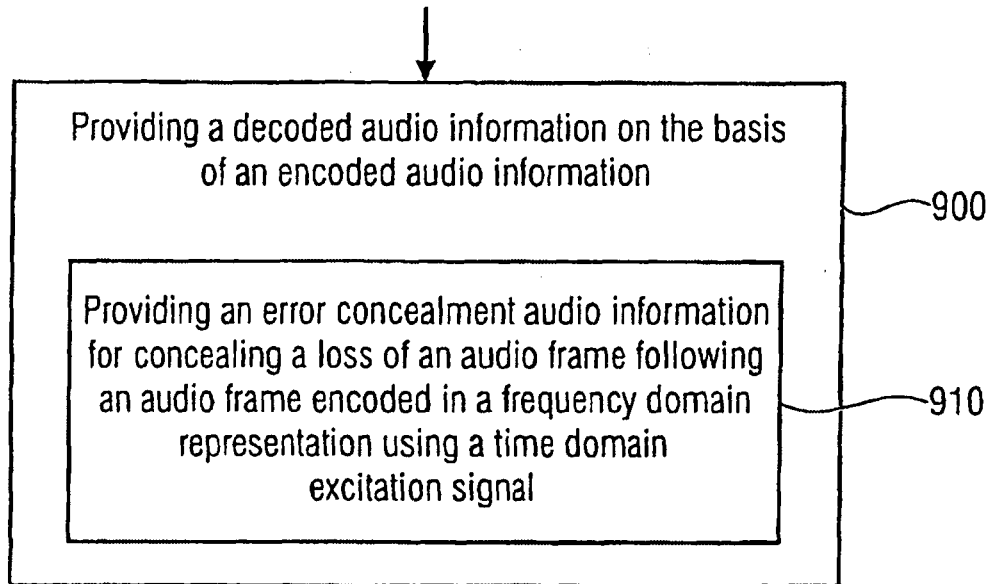 Providing a decoded audio information on the basis
of an encoded audio information
900
Providing an error concealment audio information
for concealing a loss of an audio frame following
an audio frame encoded in a frequency domain
representation using a time domain
excitation signal
910